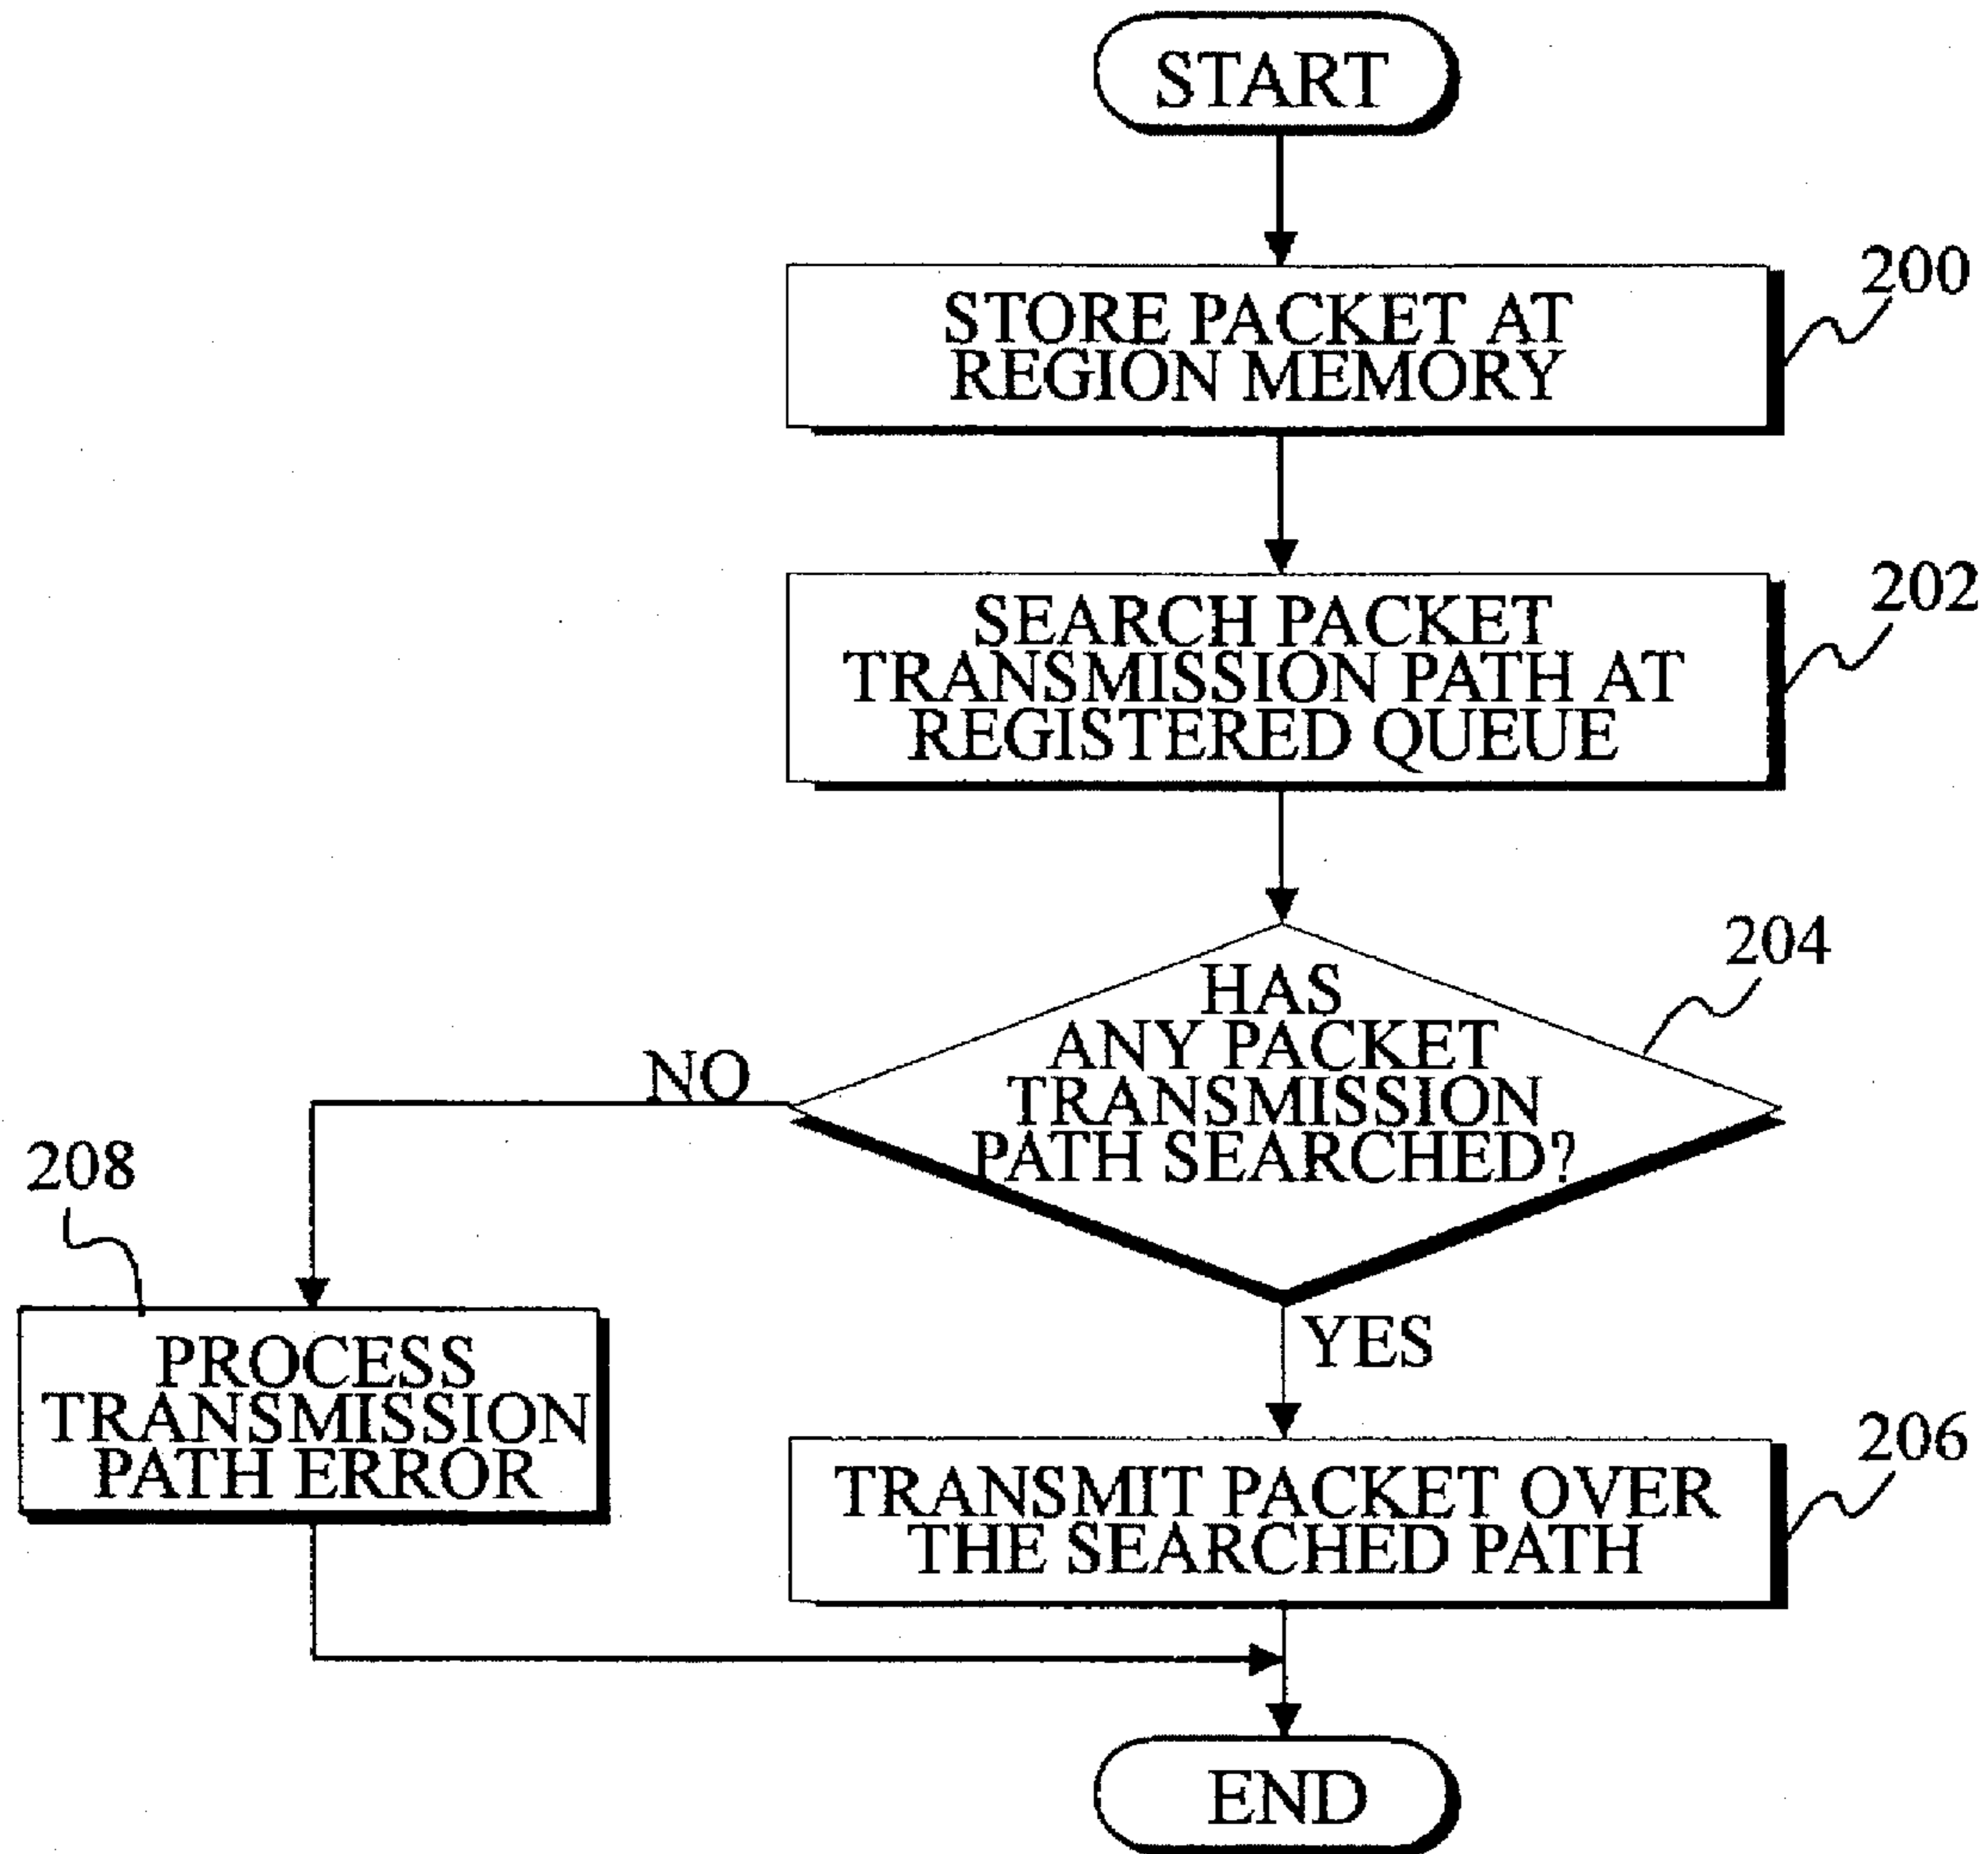 START
200
STORE PACKET AT
REGION MEMORY
202
SEARCH PACKET
TRANSMISSION PATH AT
REGISTERED QUEUE
204
HAS
ANY PACKET
TRANSMISSION
PATH SEARCHED?
NO
208
YES
PROCESS
TRANSMISSION
PATH ERROR
206
TRANSMIT PACKET OVER
THE SEARCHED PATH
END